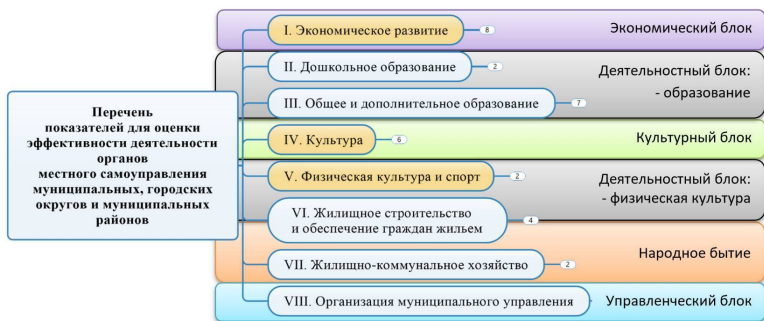 Перечень
показателей для оценки
эффективности деятельности
органов
местного самоуправления
муниципальных, городских
округов и муниципальных
районов
I. Экономическое развитие
8
Экономический блок
II. Дошкольное образование
2
III. Общее и дополнительное образование
7
Деятельностный блок:
- образование
IV. Культура
6
Культурный блок
V. Физическая культура и спорт
2
Деятельностный блок:
- физическая культура
VI. Жилищное строительство
и обеспечение граждан жильем
4
VII. Жилищно-коммунальное хозяйство
2
Народное бытие
VIII. Организация муниципального управления
Управленческий блок